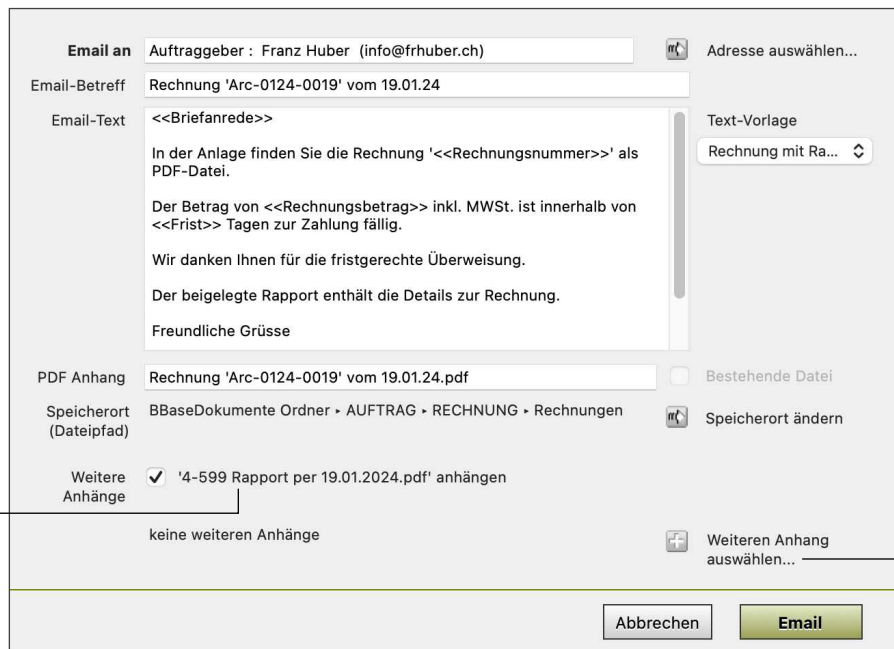 Email an Auftraggeber : Franz Huber (info@frhuber.ch) Adresse auswählen...
Email-Betreff Rechnung 'Arc-0124-0019' vom 19.01.24
Email-Text <<Briefanrede>> Text-Vorlage
Rechnung mit Ra...
In der Anlage finden Sie die Rechnung '<<Rechnungsnummer>>' als
PDF-Datei.
Der Betrag von <<Rechnungsbetrag>> inkl. MWSt. ist innerhalb von
<<Frist>> Tagen zur Zahlung fällig.
Wir danken Ihnen für die fristgerechte Überweisung.
Der beigelegte Rapport enthält die Details zur Rechnung.
Freundliche Grüsse
PDF Anhang Rechnung 'Arc-0124-0019' vom 19.01.24.pdf Bestehende Datei
Speicherort BBaseDokumente Ordner ▸ AUFTRAG ▸ RECHNUNG ▸ Rechnungen Speicherort ändern
(Dateipfad)
Weitere '4-599 Rapport per 19.01.2024.pdf' anhängen
Anhänge
keine weiteren Anhänge Weiteren Anhang
auswählen...
Abbrechen Email